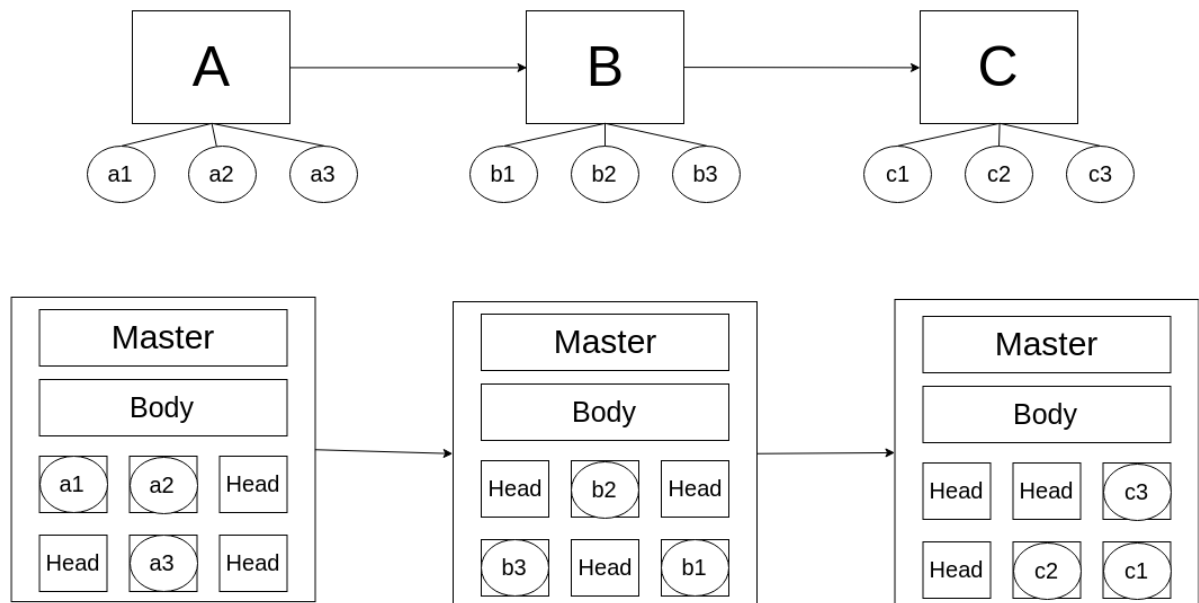 A B C
a1 a2 a3 b1 b2 b3 c1 c2 c3
Master Master Master
Body Body Body
a1 a2 Head Head b2 Head Head Head c3
Head a3 Head b3 Head b1 Head c2 c1